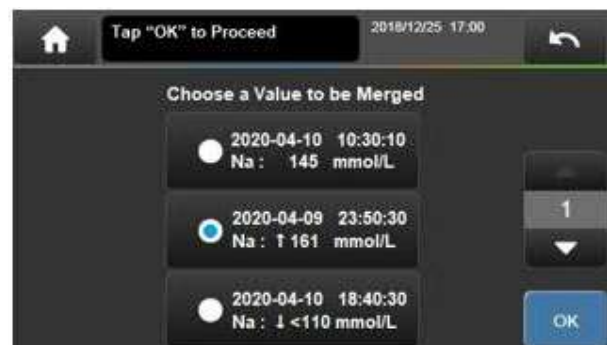 Tap “OK” to Proceed
2018/12/25 17:00
Choose a Value to be Merged
2020-04-10 10:30:10
Na : 145 mmol/L
2020-04-09 23:50:30
Na : ↑161 mmol/L
1
2020-04-10 18:40:30
Na : ↓<110 mmol/L
OK